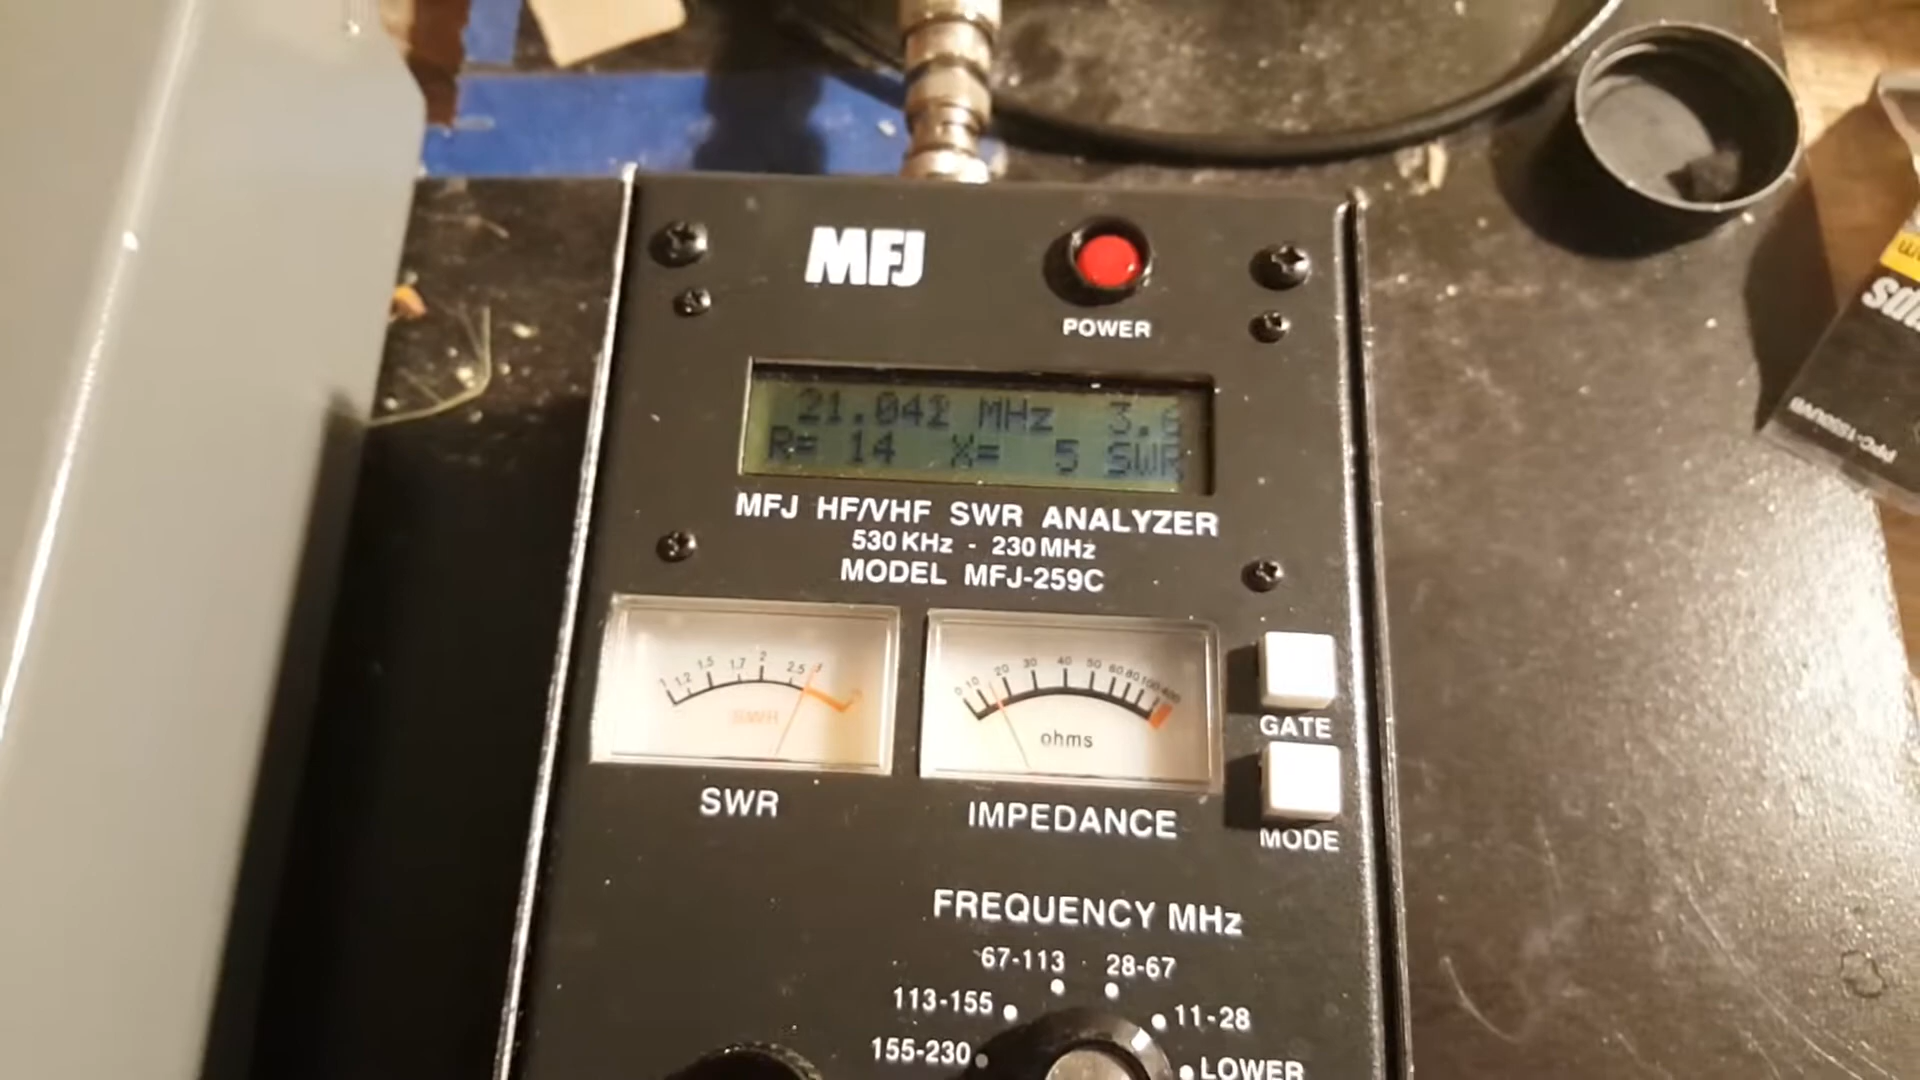 MFJ
POWER
21.042 MHz 3.6
R= 14 X= 5 SWR
MFJ HF/VHF SWR ANALYZER
530 KHz - 230 MHz
MODEL MFJ-259C
1 1.2 1.5 1.7 2 2.5 3
SWR
0 10 20 30 40 50 60 80 100
ohms
GATE
SWR
IMPEDANCE
MODE
FREQUENCY MHz
67-113
28-67
113-155
11-28
155-230
LOWER